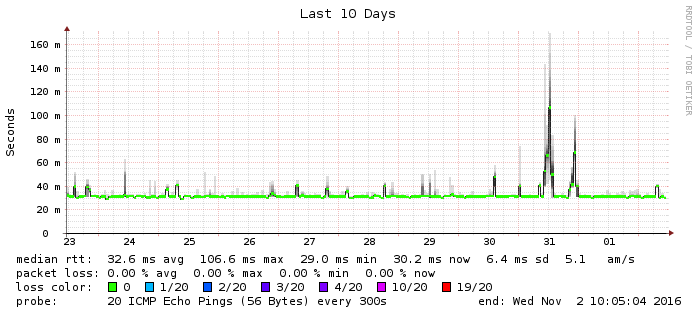 Last 10 Days
RRDTOOL / TOBI OETIKER
Seconds
160 m
140 m
120 m
100 m
80 m
60 m
40 m
20 m
0
23 24 25 26 27 28 29 30 31 01
median rtt: 32.6 ms avg 106.6 ms max 29.0 ms min 30.2 ms now 6.4 ms sd 5.1 am/s
packet loss: 0.00 % avg 0.00 % max 0.00 % min 0.00 % now
loss color: 0 1/20 2/20 3/20 4/20 10/20 19/20
probe: 20 ICMP Echo Pings (56 Bytes) every 300s end: Wed Nov 2 10:05:04 2016